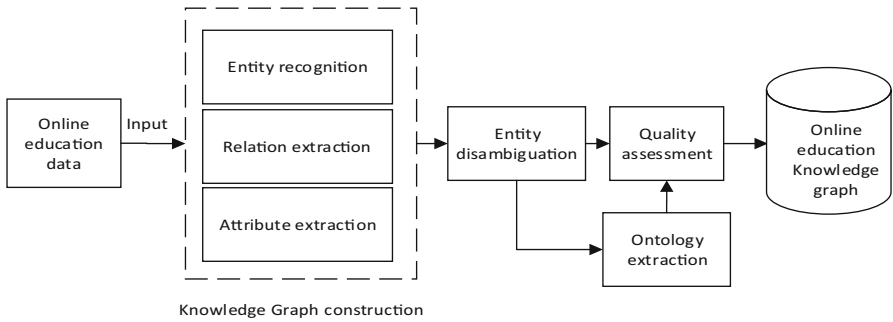 Online
education
data
Input
Entity recognition
Relation extraction
Attribute extraction
Knowledge Graph construction
Entity
disambiguation
Quality
assessment
Ontology
extraction
Online
education
Knowledge
graph